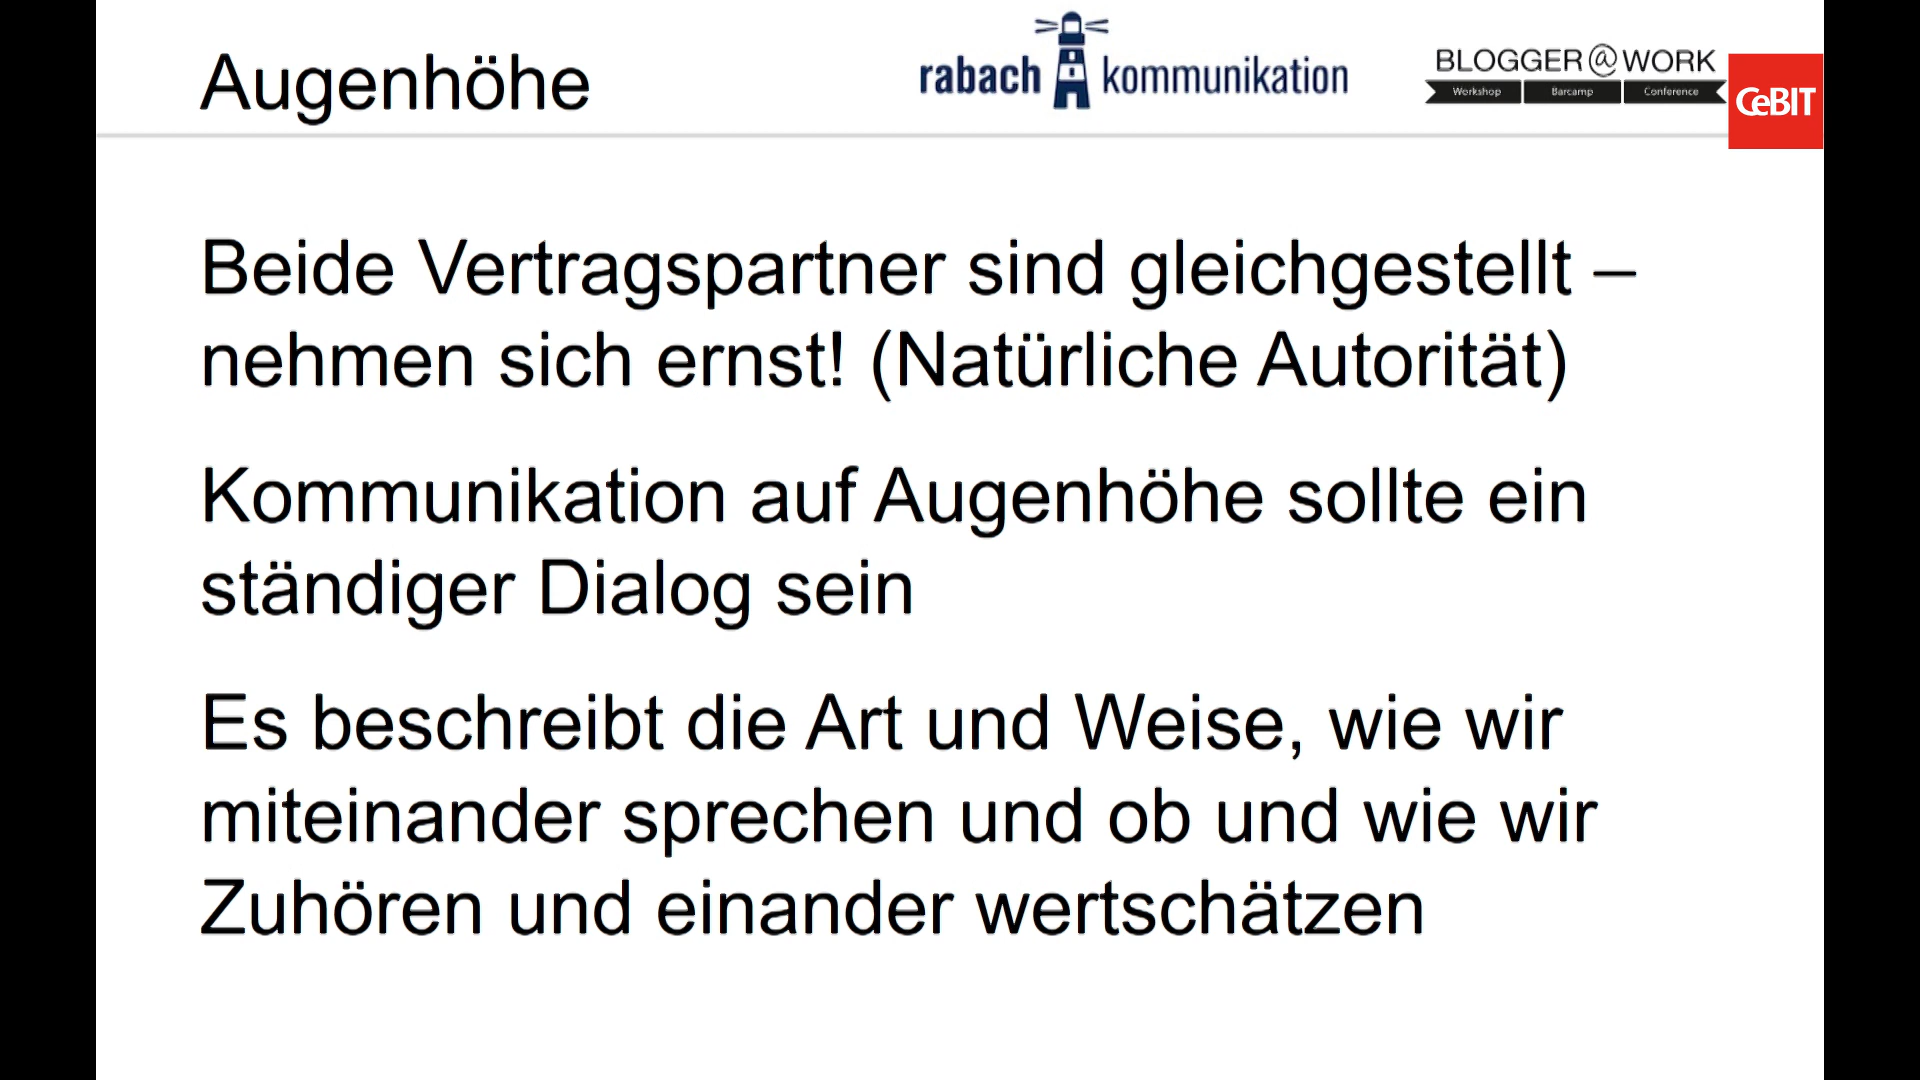 Augenhöhe
rabach kommunikation
BLOGGER@WORK
Workshop Barcamp Conference
CeBIT
Beide Vertragspartner sind gleichgestellt –
nehmen sich ernst! (Natürliche Autorität)
Kommunikation auf Augenhöhe sollte ein
ständiger Dialog sein
Es beschreibt die Art und Weise, wie wir
miteinander sprechen und ob und wie wir
Zuhören und einander wertschätzen